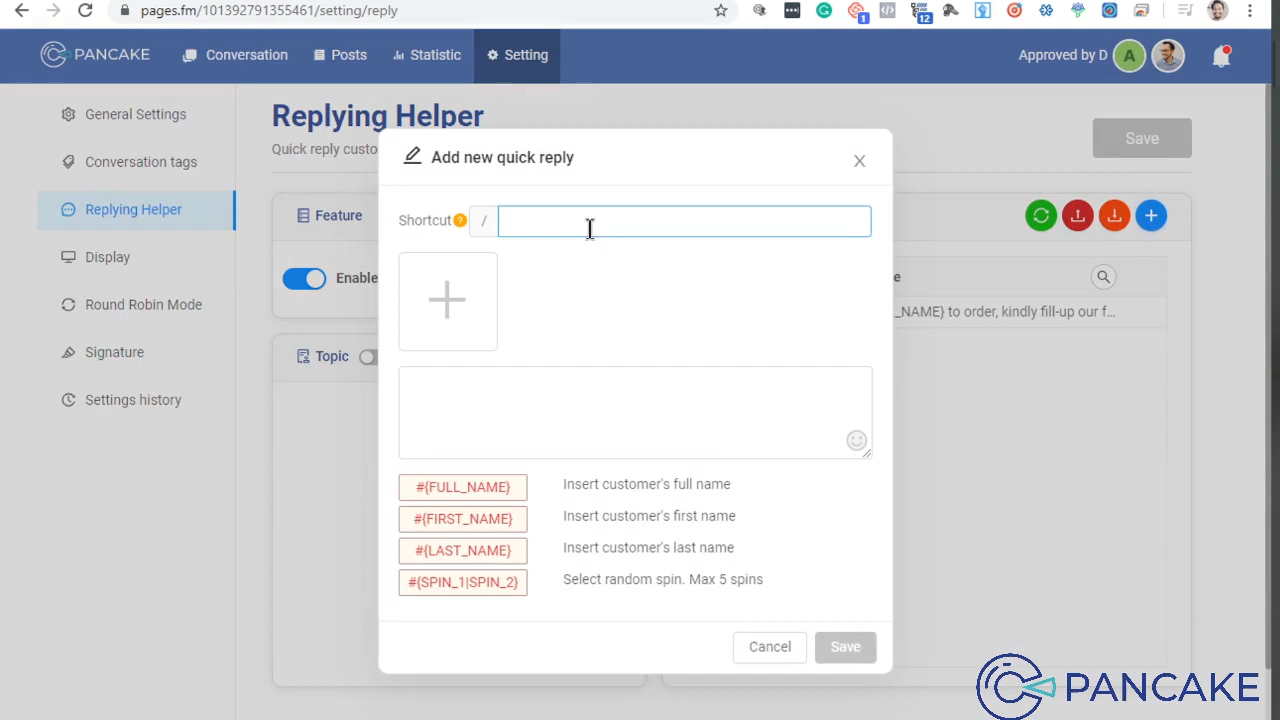 pages.fm/101392791355461/setting/reply
1
12
PANCAKE
Conversation
Posts
Statistic
Setting
Approved by D
A
General Settings
Conversation tags
Replying Helper
Display
Round Robin Mode
Signature
Settings history
Replying Helper
Quick reply custo
Save
Feature
Enable
Topic
e
_NAME} to order, kindly fill-up our f...
Add new quick reply
X
Shortcut ? /
#{FULL_NAME} Insert customer's full name
#{FIRST_NAME} Insert customer's first name
#{LAST_NAME} Insert customer's last name
#{SPIN_1|SPIN_2} Select random spin. Max 5 spins
Cancel Save
PANCAKE